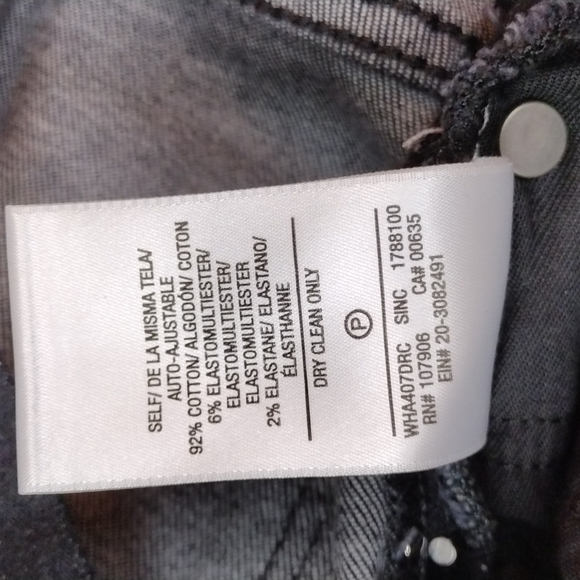 SELF/ DE LA MISMA TELA/
AUTO-AJUSTABLE
92% COTTON/ ALGODÓN/ COTON
6% ELASTOMULTIESTER/
ELASTOMULTIESTER/
ELASTOMULTIESTER
2% ELASTANE/ ELASTANO/
ÉLASTHANNE
DRY CLEAN ONLY
P
WHA407DRC SINC 1788100
RN# 107906 CA# 00635
EIN# 20-3082491